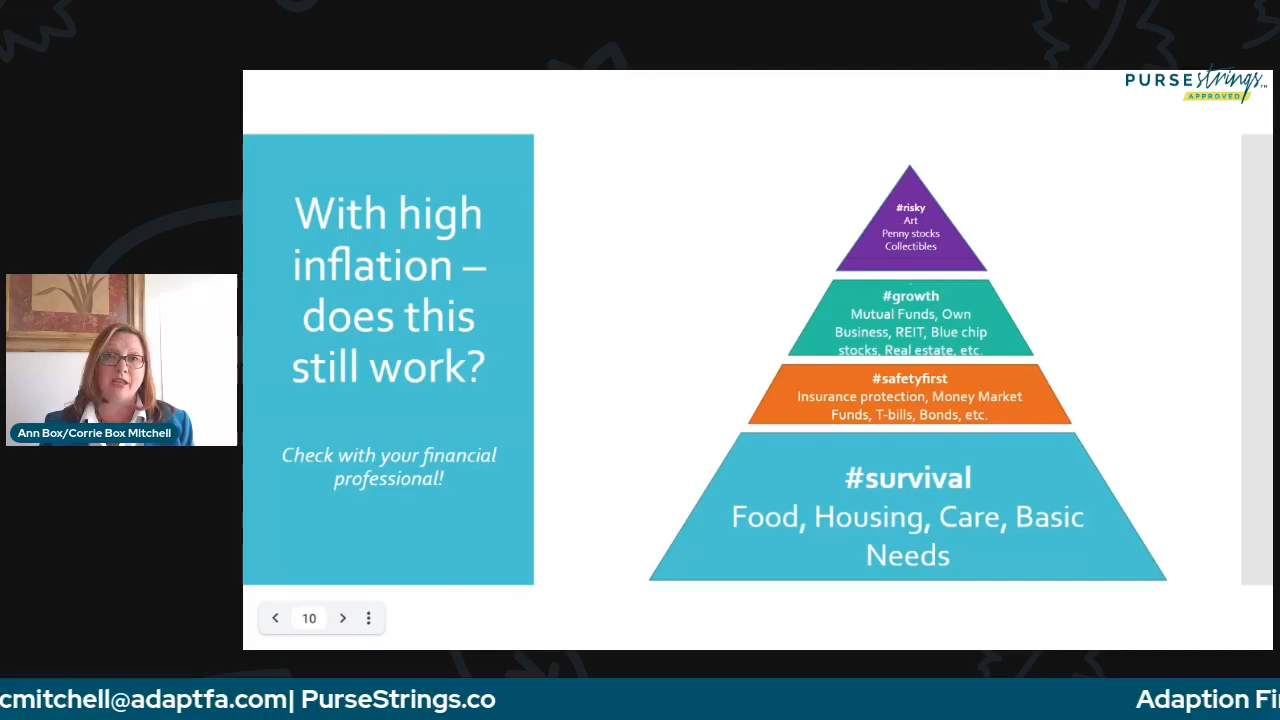 PURSEstrings™
APPROVED
With high
inflation –
does this
still work?
Check with your financial
professional!
#risky
Art
Penny stocks
Collectibles
#growth
Mutual Funds, Own
Business, REIT, Blue chip
stocks, Real estate, etc.
#safetyfirst
Insurance protection, Money Market
Funds, T-bills, Bonds, etc.
#survival
Food, Housing, Care, Basic
Needs
Ann Box/Corrie Box Mitchell
10
cmitchell@adaptfa.com| PurseStrings.co
Adaption Fi